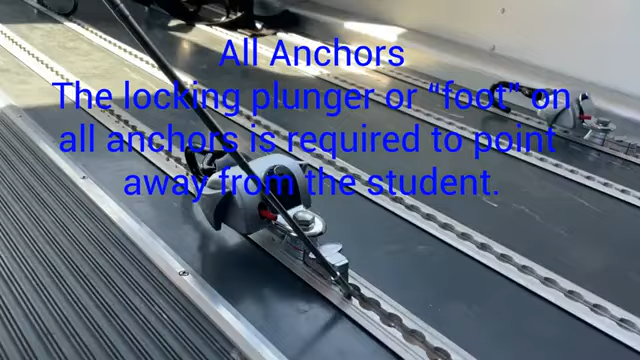 All Anchors
The locking plunger or “foot” on
all anchors is required to point
away from the student.